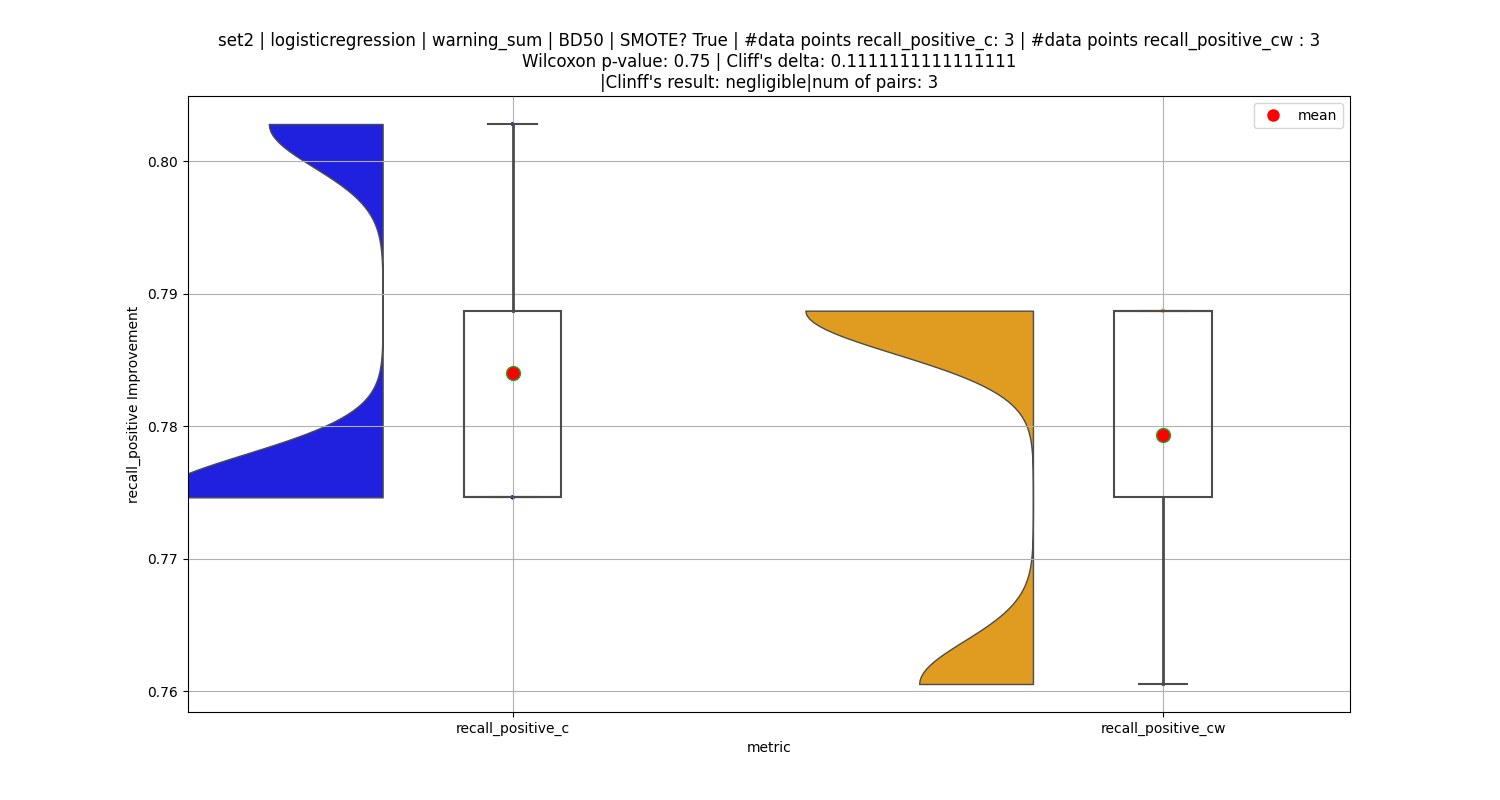 set2 | logisticregression | warning_sum | BD50 | SMOTE? True | #data points recall_positive_c: 3 | #data points recall_positive_cw : 3
Wilcoxon p-value: 0.75 | Cliff's delta: 0.1111111111111111
|Clinff's result: negligible|num of pairs: 3
mean
0.80
0.79
0.78
0.77
0.76
recall_positive Improvement
recall_positive_c
recall_positive_cw
metric